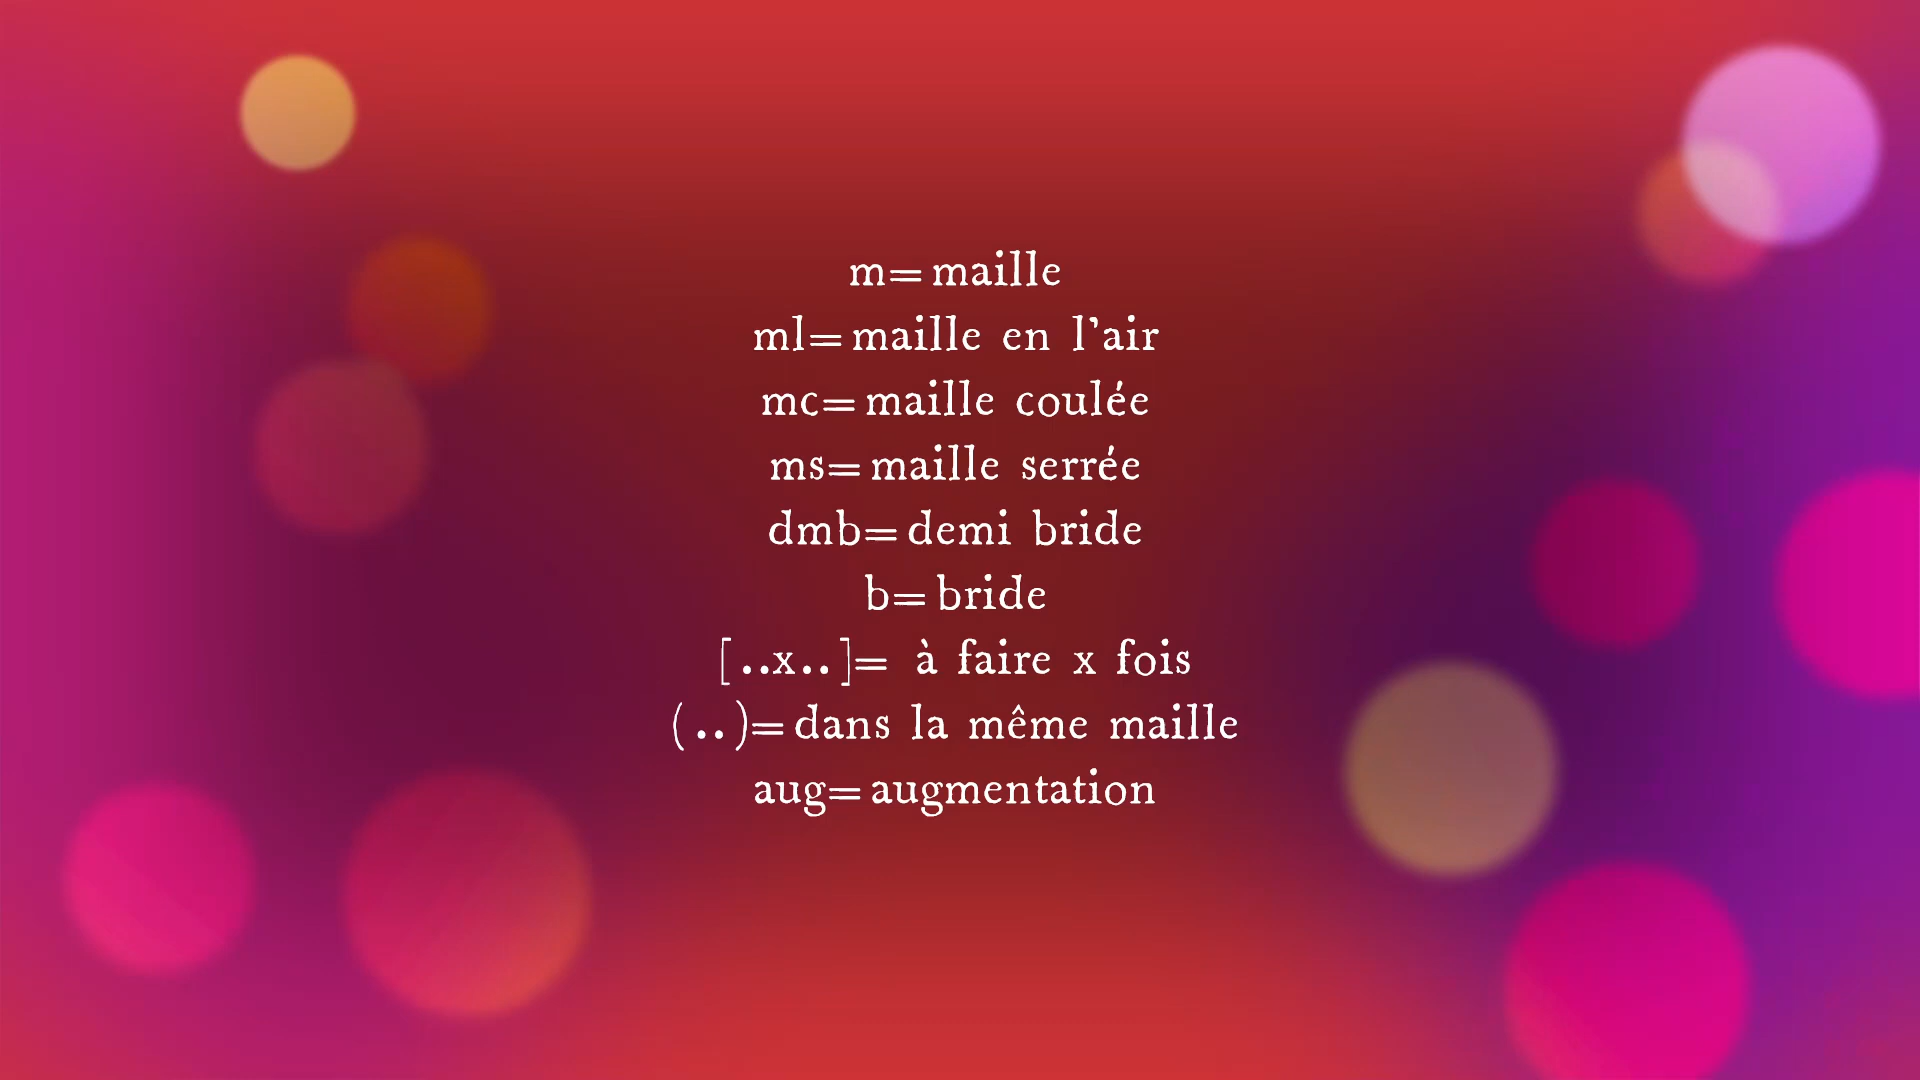 m=maille
ml=maille en l'air
mc=maille coulée
ms=maille serrée
dmb=demi bride
b=bride
[..x..]= à faire x fois
(..)=dans la même maille
aug=augmentation